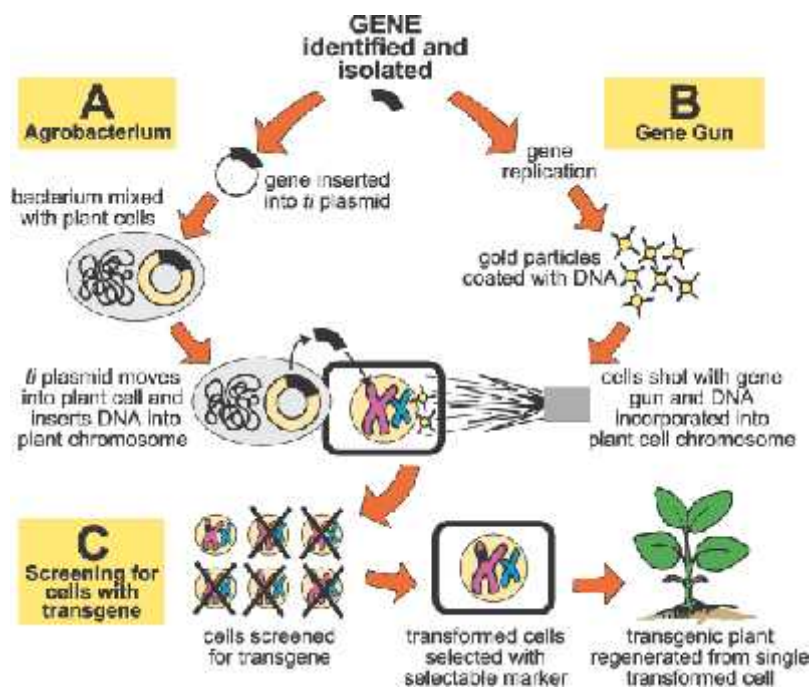 GENE
identified and
isolated
A
Agrobacterium
B
Gene Gun
gene inserted
into ti plasmid
gene
replication
bacterium mixed
with plant cells
gold particles
coated with DNA
ti plasmid moves
into plant cell and
inserts DNA into
plant chromosome
cells shot with gene
gun and DNA
incorporated into
plant cell chromosome
C
Screening for
cells with
transgene
cells screened
for transgene
transformed cells
selected with
selectable marker
transgenic plant
regenerated from single
transformed cell